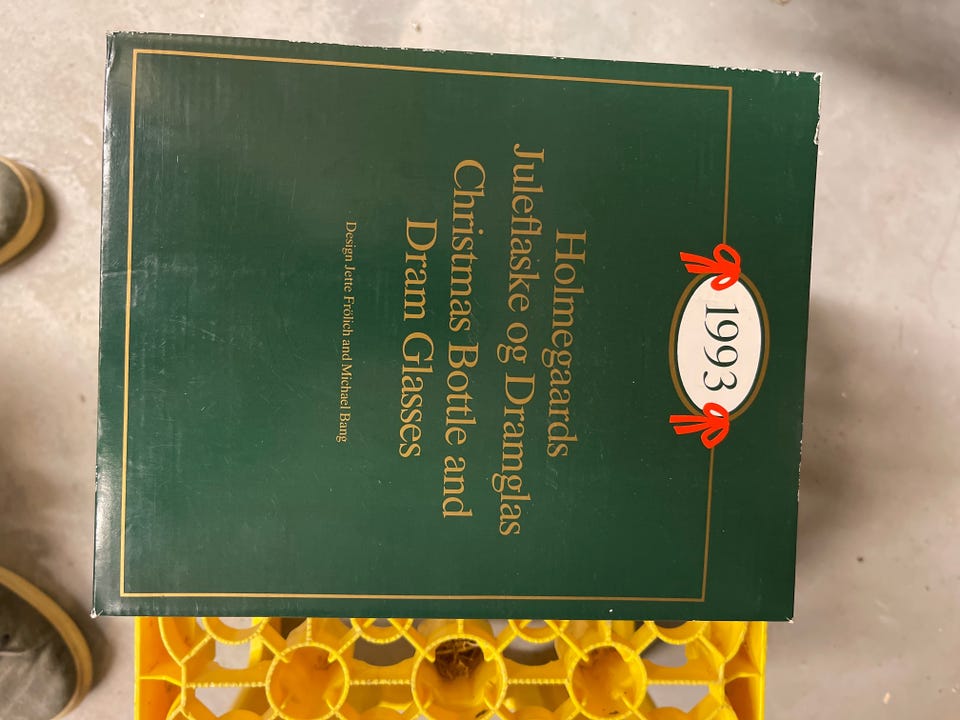 1993
Holmegaards
Juleflaske og Dramglas
Christmas Bottle and
Dram Glasses
Design Jette Frölich and Michael Bang